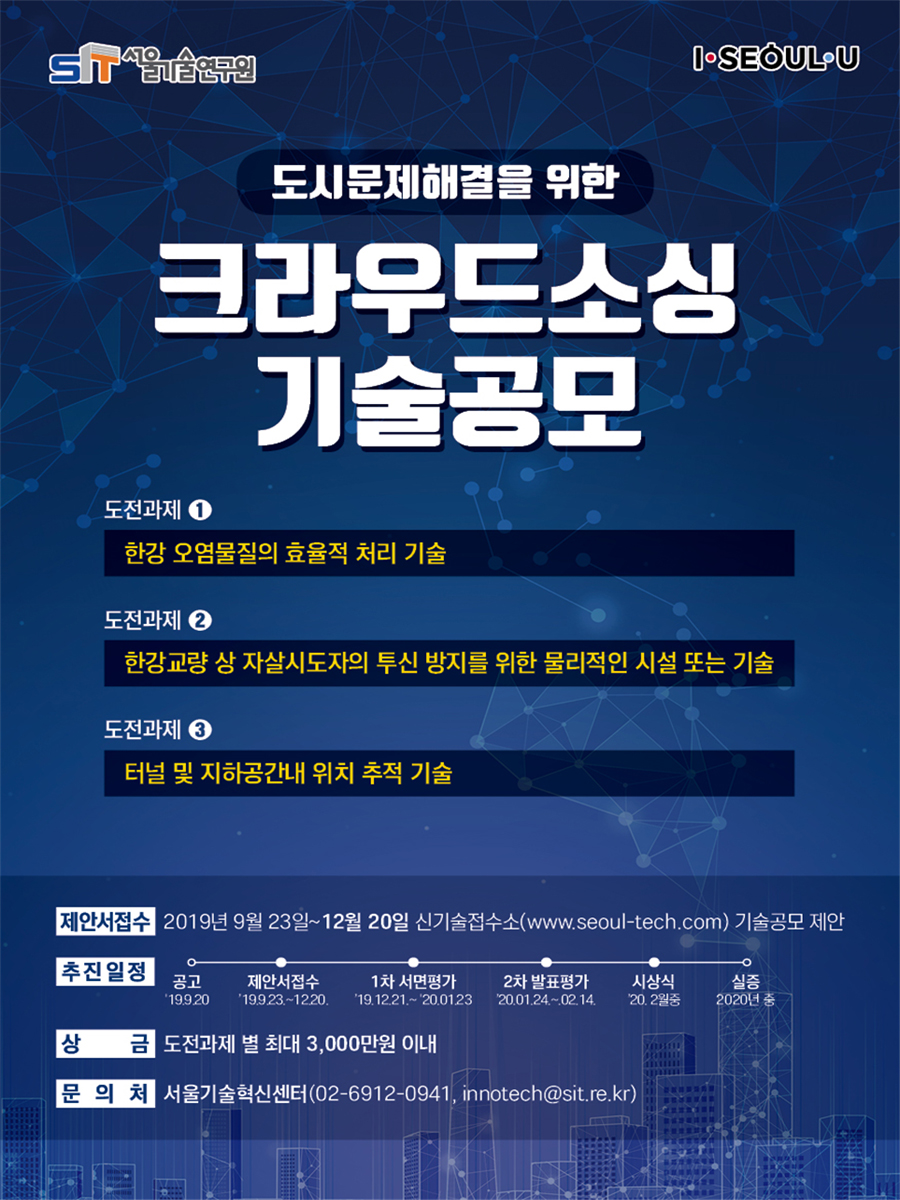 SIT 서울기술연구원
I·SEOUL·U
도시문제해결을 위한
크라우드소싱
기술공모
도전과제 ❶
한강 오염물질의 효율적 처리 기술
도전과제 ❷
한강교량 상 자살시도자의 투신 방지를 위한 물리적인 시설 또는 기술
도전과제 ❸
터널 및 지하공간내 위치 추적 기술
제안서접수 2019년 9월 23일~12월 20일 신기술접수소(www.seoul-tech.com) 기술공모 제안
추진일정 공고 제안서접수 1차 서면평가 2차 발표평가 시상식 실증
'19.9.20 '19.9.23.~12.20. '19.12.21.~ '20.01.23 '20.01.24.~.02.14. '20. 2월중 2020년 중
상 금 도전과제 별 최대 3,000만원 이내
문 의 처 서울기술혁신센터(02-6912-0941, innotech@sit.re.kr)